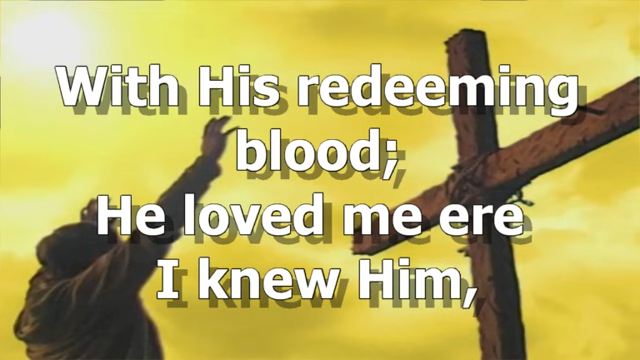 With His redeeming
blood;
He loved me ere
I knew Him,